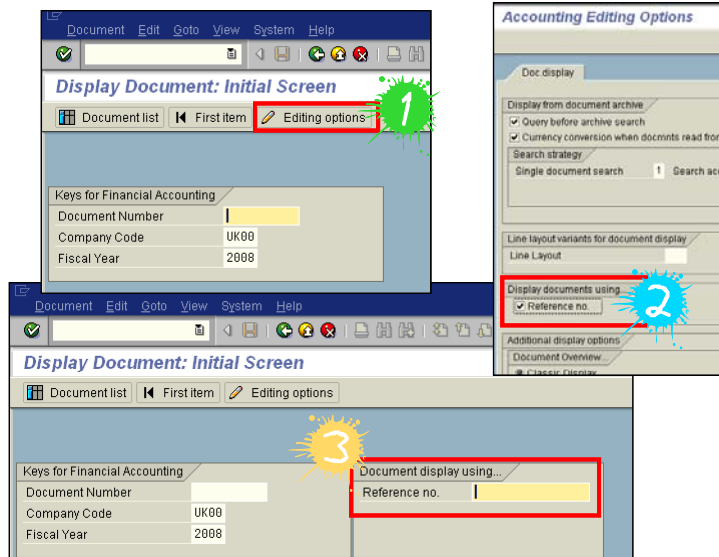 Document Edit Goto View System Help
Display Document: Initial Screen
Document list First item Editing options
1
Keys for Financial Accounting
Document Number
Company Code UK00
Fiscal Year 2008
Accounting Editing Options
Doc.display
Display from document archive
Query before archive search
Currency conversion when docmnts read from
Search strategy
Single document search 1 Search acc
Line layout variants for document display
Line Layout
Display documents using...
Reference no.
2
Additional display options
Document Overview...
Classic Display
Document Edit Goto View System Help
Display Document: Initial Screen
Document list First item Editing options
3
Keys for Financial Accounting
Document Number
Company Code UK00
Fiscal Year 2008
Document display using...
Reference no.